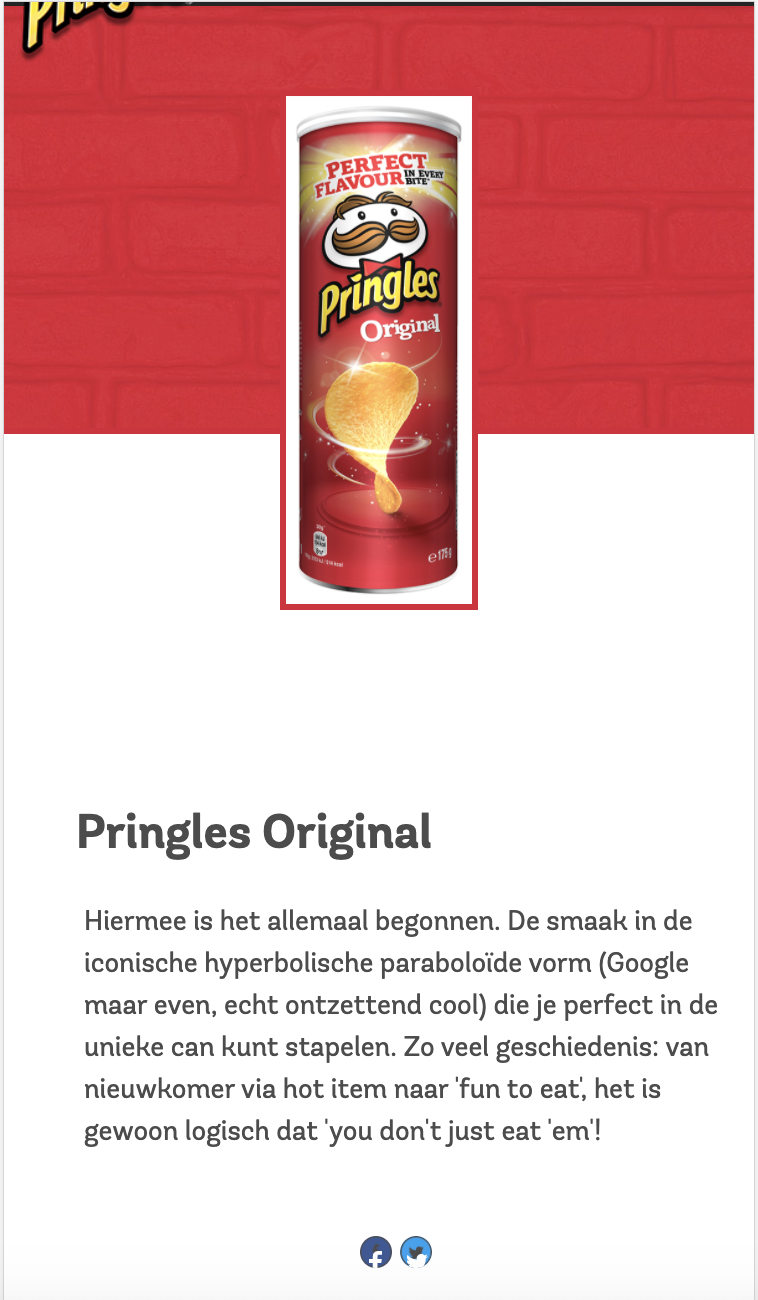 PERFECT
FLAVOUR IN EVERY BITE*
Pringles
Original
℮175g
Pringles Original
Hiermee is het allemaal begonnen. De smaak in de
iconische hyperbolische paraboloïde vorm (Google
maar even, echt ontzettend cool) die je perfect in de
unieke can kunt stapelen. Zo veel geschiedenis: van
nieuwkomer via hot item naar 'fun to eat', het is
gewoon logisch dat 'you don't just eat 'em'!